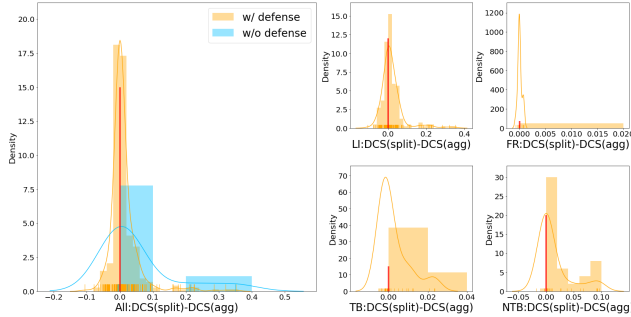 w/ defense
w/o defense
Density
20.0
17.5
15.0
12.5
10.0
7.5
5.0
2.5
0.0
−0.2 −0.1 0.0 0.1 0.2 0.3 0.4 0.5
All:DCS(split)-DCS(agg)
Density
15.0
12.5
10.0
7.5
5.0
2.5
0.0
0.0 0.2 0.4
LI:DCS(split)-DCS(agg)
Density
1200
1000
800
600
400
200
0
0.000 0.005 0.010 0.015 0.020
FR:DCS(split)-DCS(agg)
Density
70
60
50
40
30
20
10
0
0.00 0.02 0.04
TB:DCS(split)-DCS(agg)
Density
30
25
20
15
10
5
0
−0.05 0.00 0.05 0.10
NTB:DCS(split)-DCS(agg)